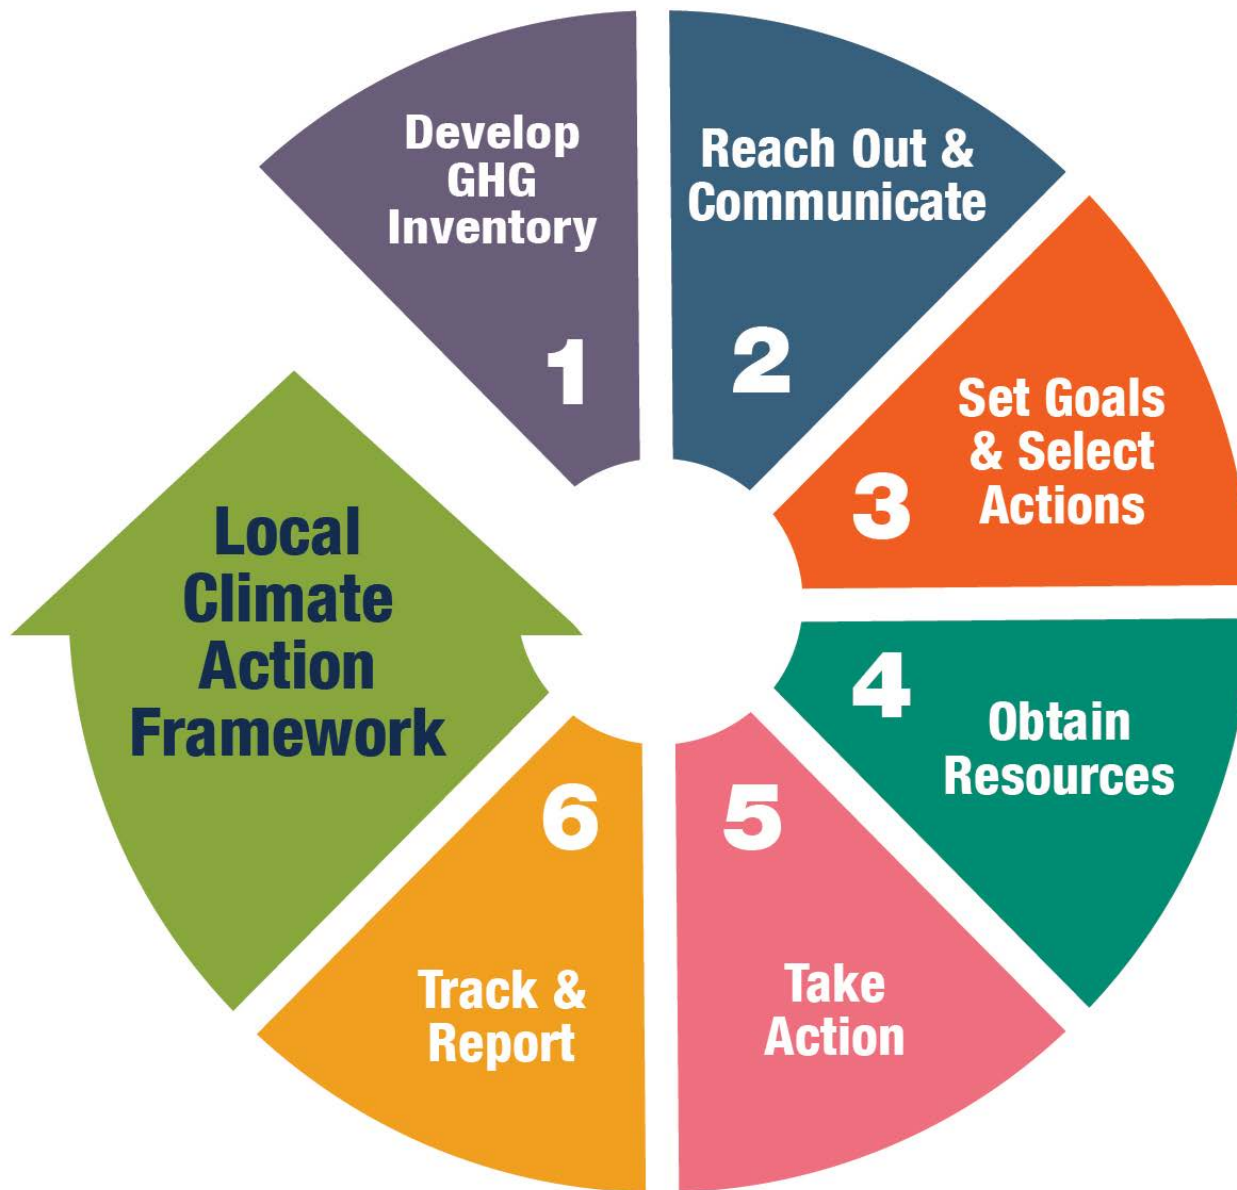 Develop
GHG
Inventory
1
Reach Out &
Communicate
2
Set Goals
& Select
Actions
3
4
Obtain
Resources
5
Take
Action
6
Track &
Report
Local
Climate
Action
Framework